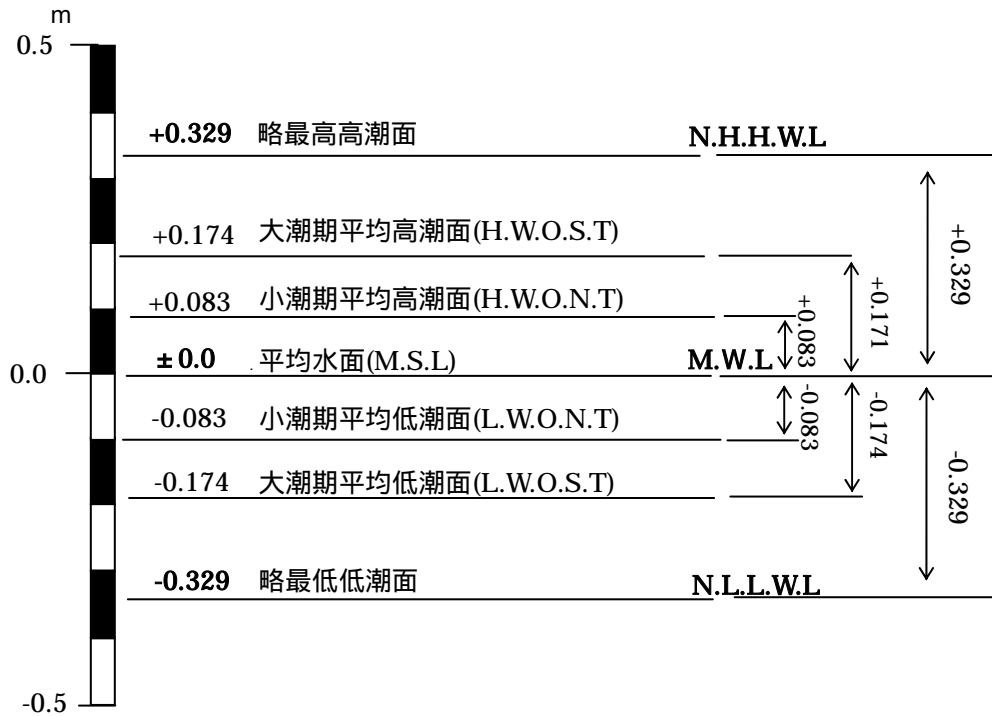 m
0.5
+0.329 略最高高潮面 N.H.H.W.L
+0.174 大潮期平均高潮面(H.W.O.S.T)
+0.083 小潮期平均高潮面(H.W.O.N.T)
+0.083
+0.171
+0.329
0.0
±0.0 .平均水面(M.S.L) M.W.L
-0.083 小潮期平均低潮面(L.W.O.N.T)
-0.083
-0.174
-0.329
-0.174 大潮期平均低潮面(L.W.O.S.T)
-0.329 略最低低潮面 N.L.L.W.L
-0.5